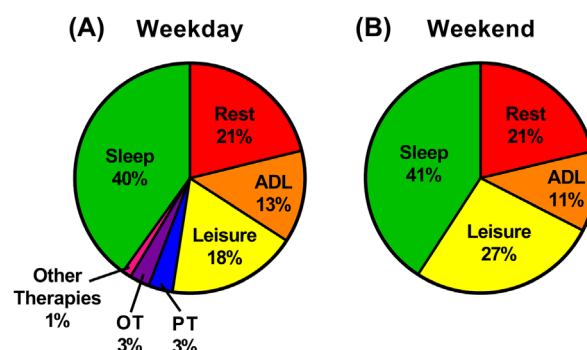 (A) Weekday
Rest
21%
ADL
13%
Leisure
18%
PT
3%
OT
3%
Other
Therapies
1%
Sleep
40%
(B) Weekend
Rest
21%
ADL
11%
Leisure
27%
Sleep
41%